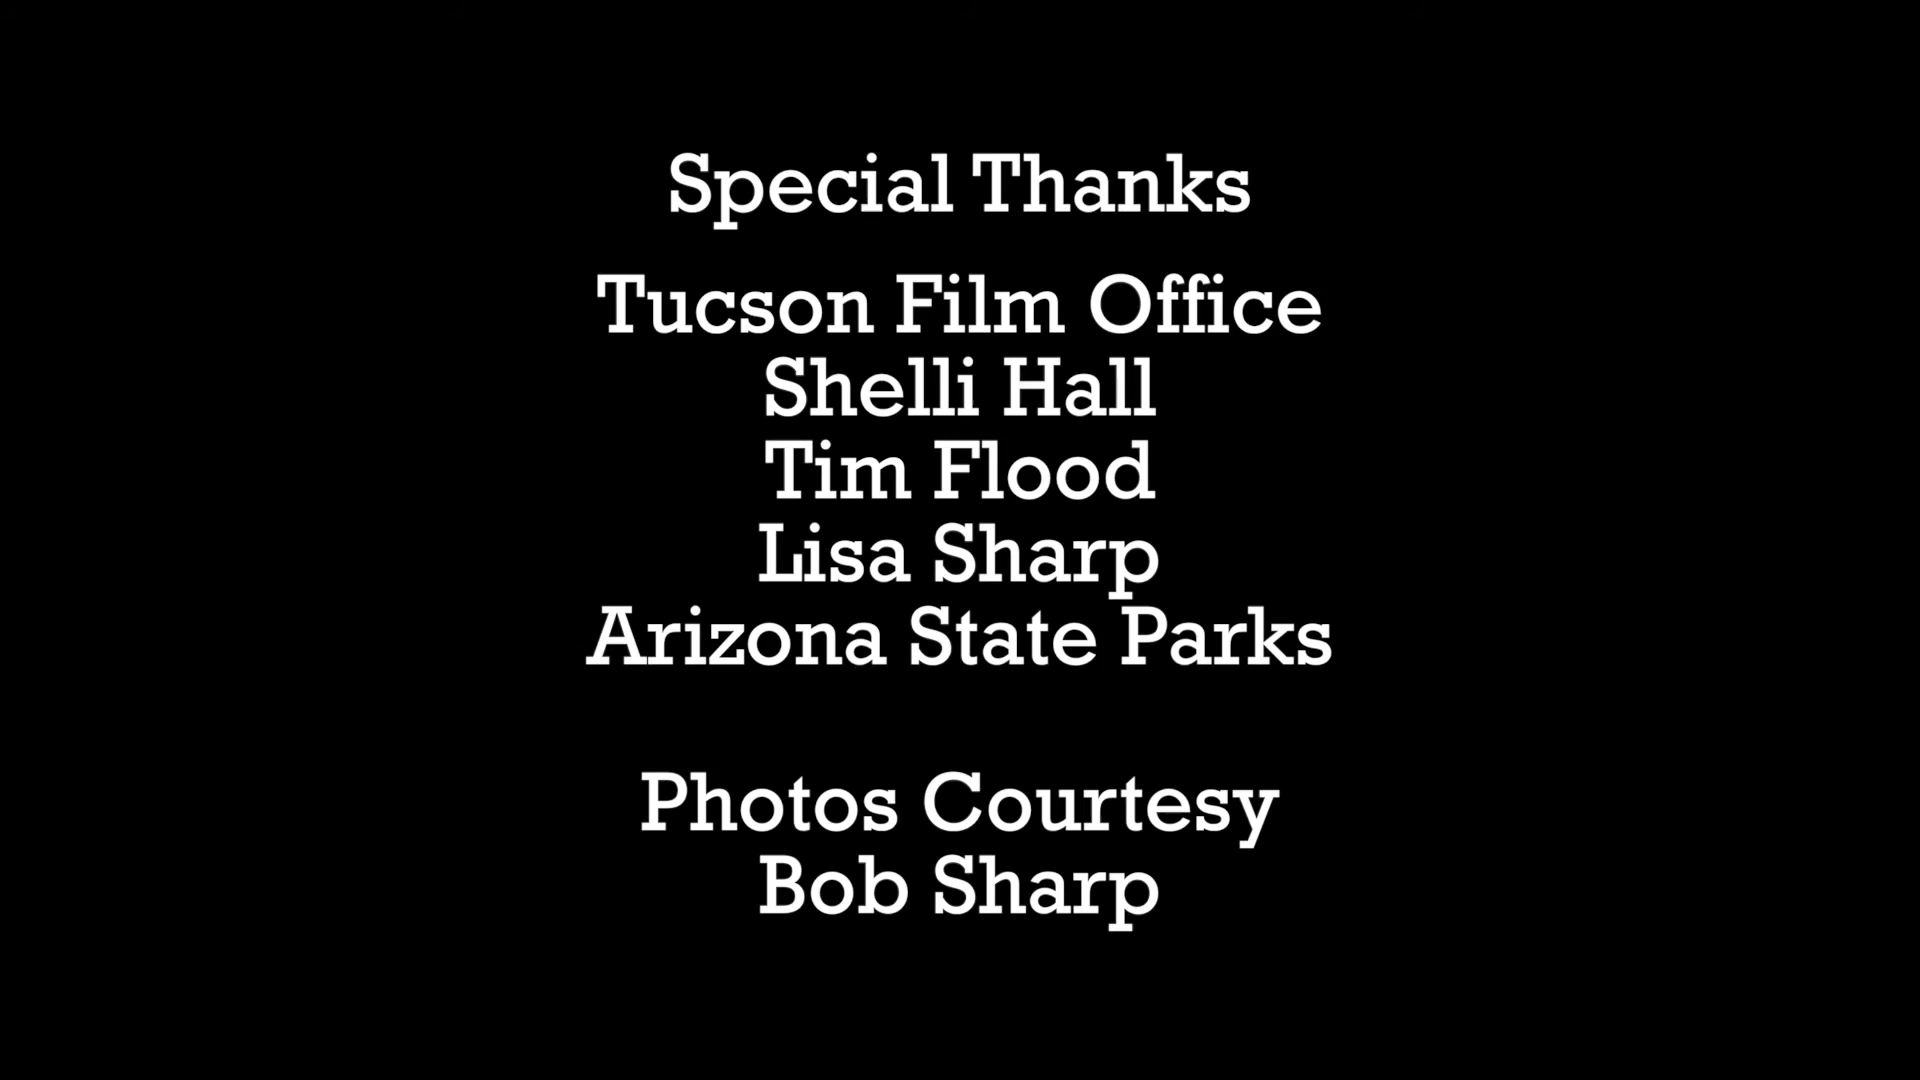 Special Thanks
Tucson Film Office
Shelli Hall
Tim Flood
Lisa Sharp
Arizona State Parks
Photos Courtesy
Bob Sharp